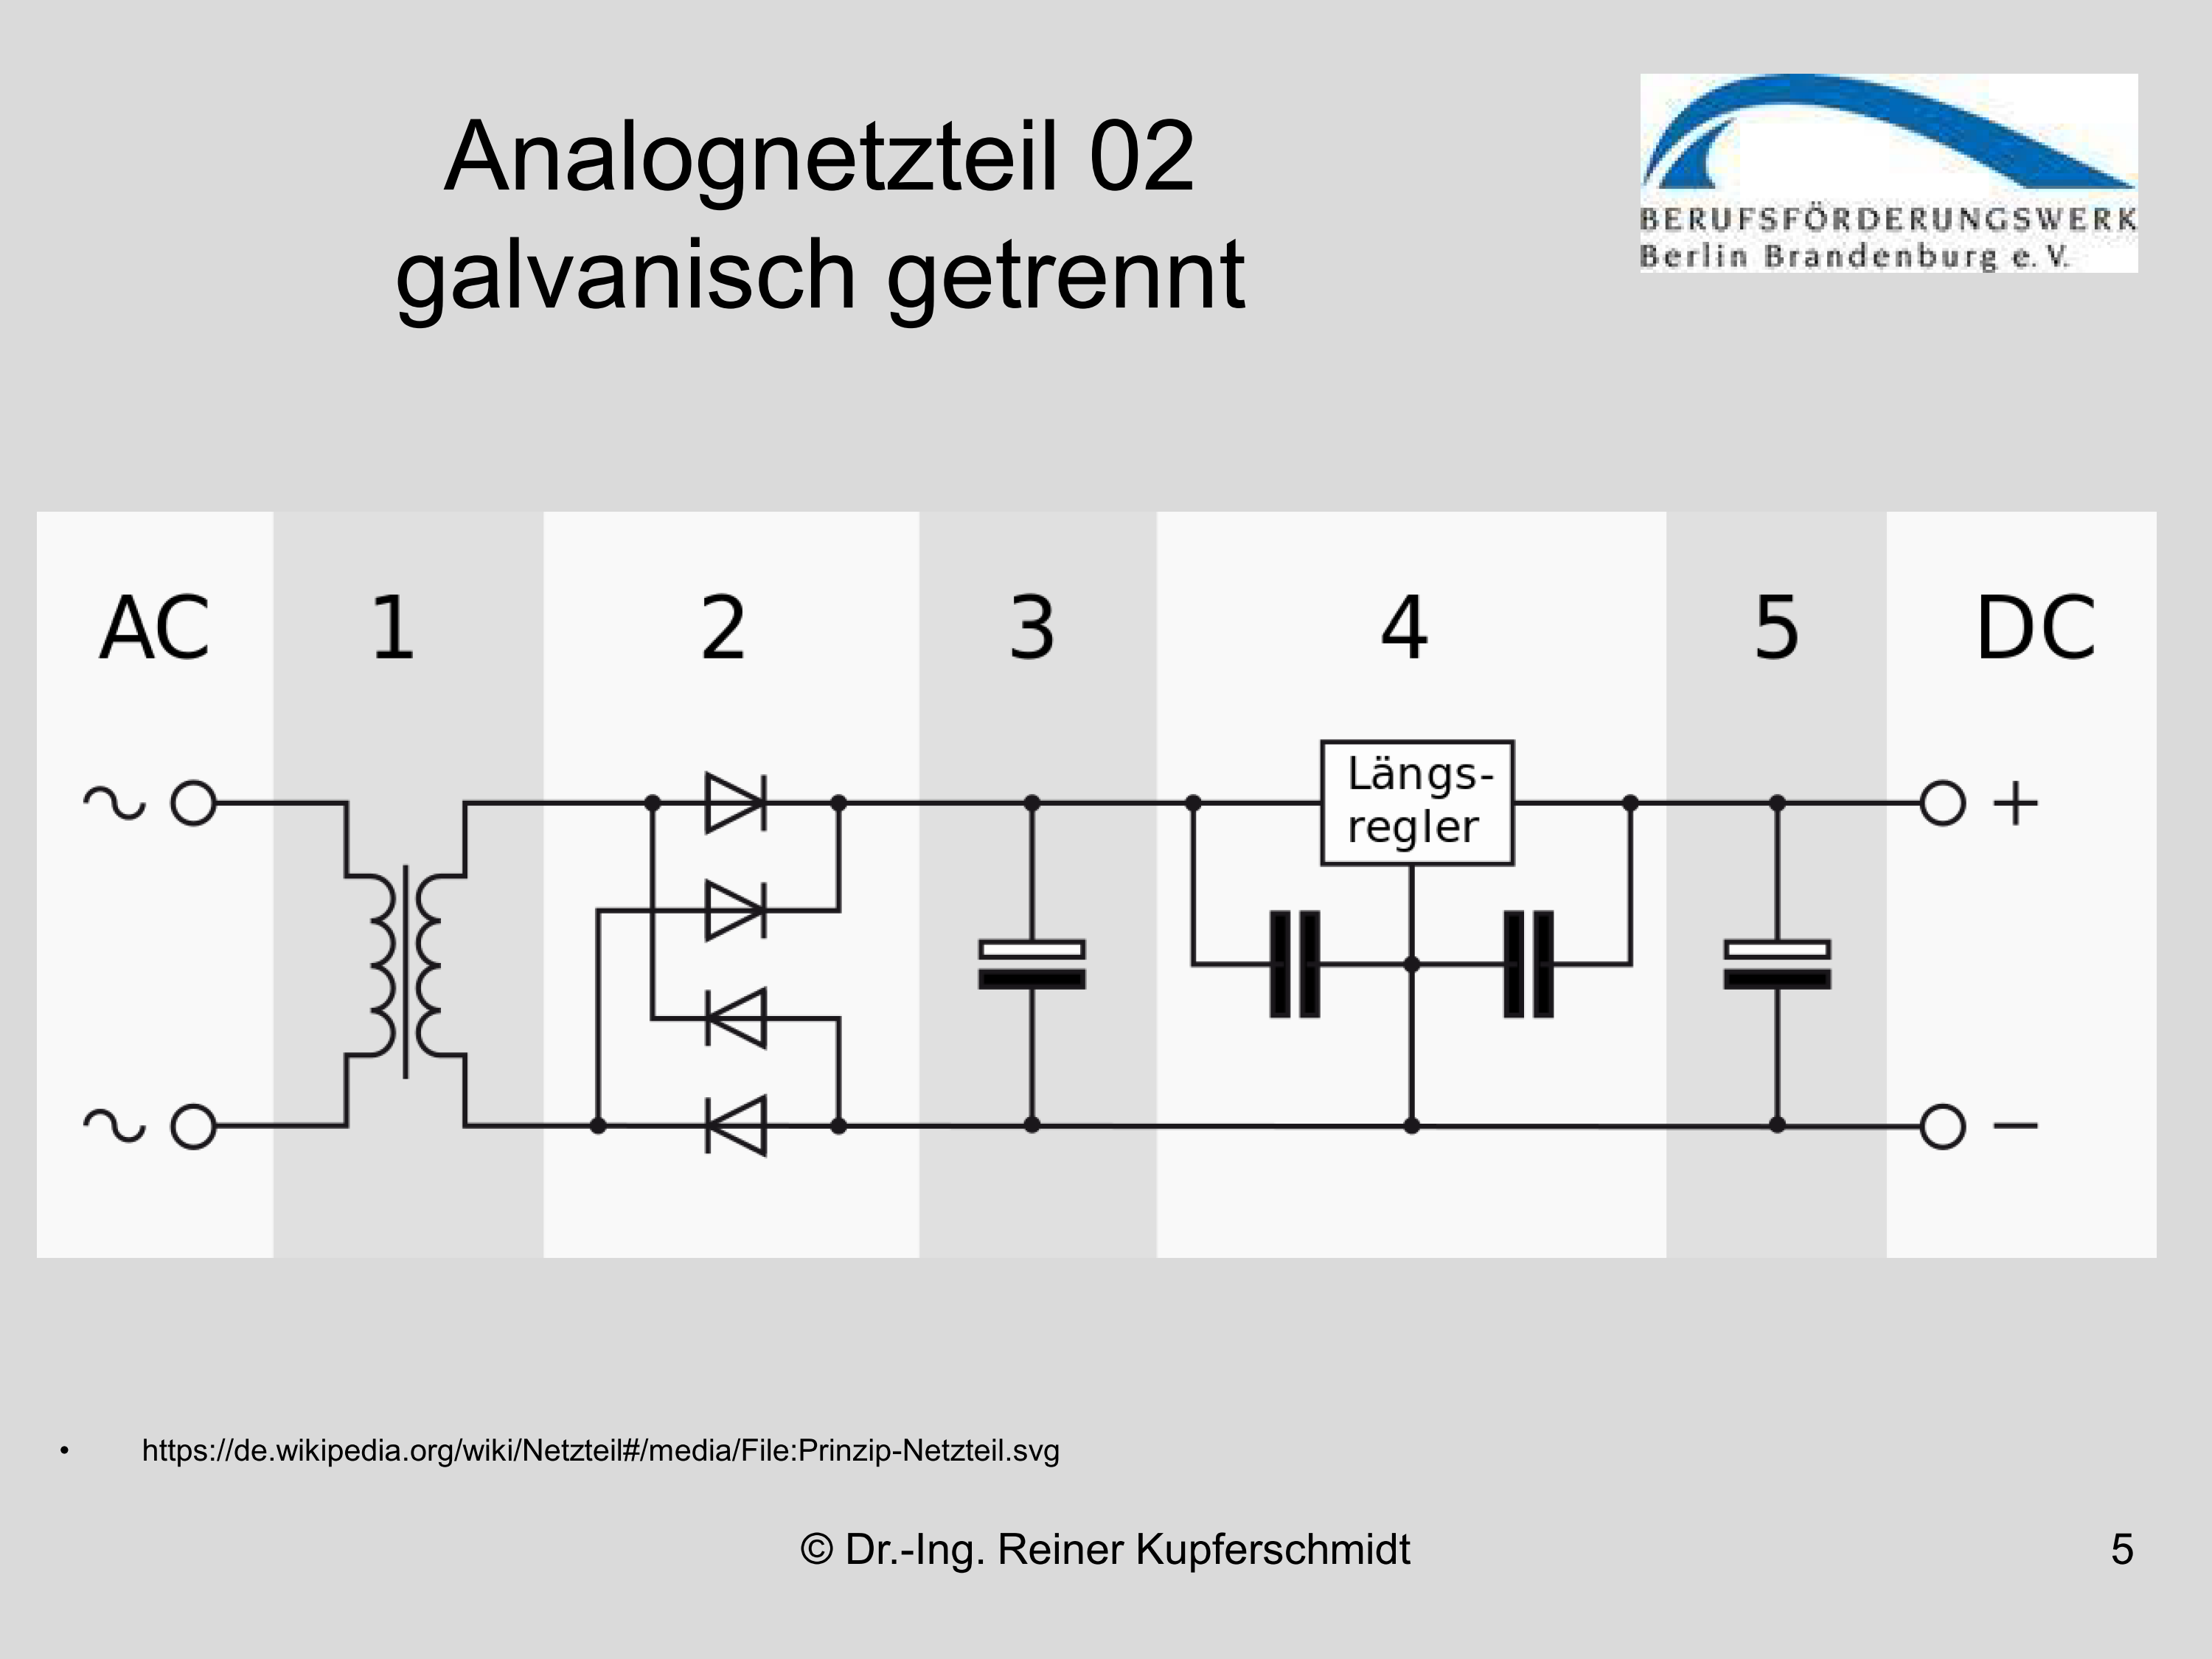 Analognetzteil 02
galvanisch getrennt
BERUFSFÖRDERUNGSWERK
Berlin Brandenburg e. V.
AC 1 2 3 4 5 DC
Längs-
regler
+
−
• https://de.wikipedia.org/wiki/Netzteil#/media/File:Prinzip-Netzteil.svg
© Dr.-Ing. Reiner Kupferschmidt
5